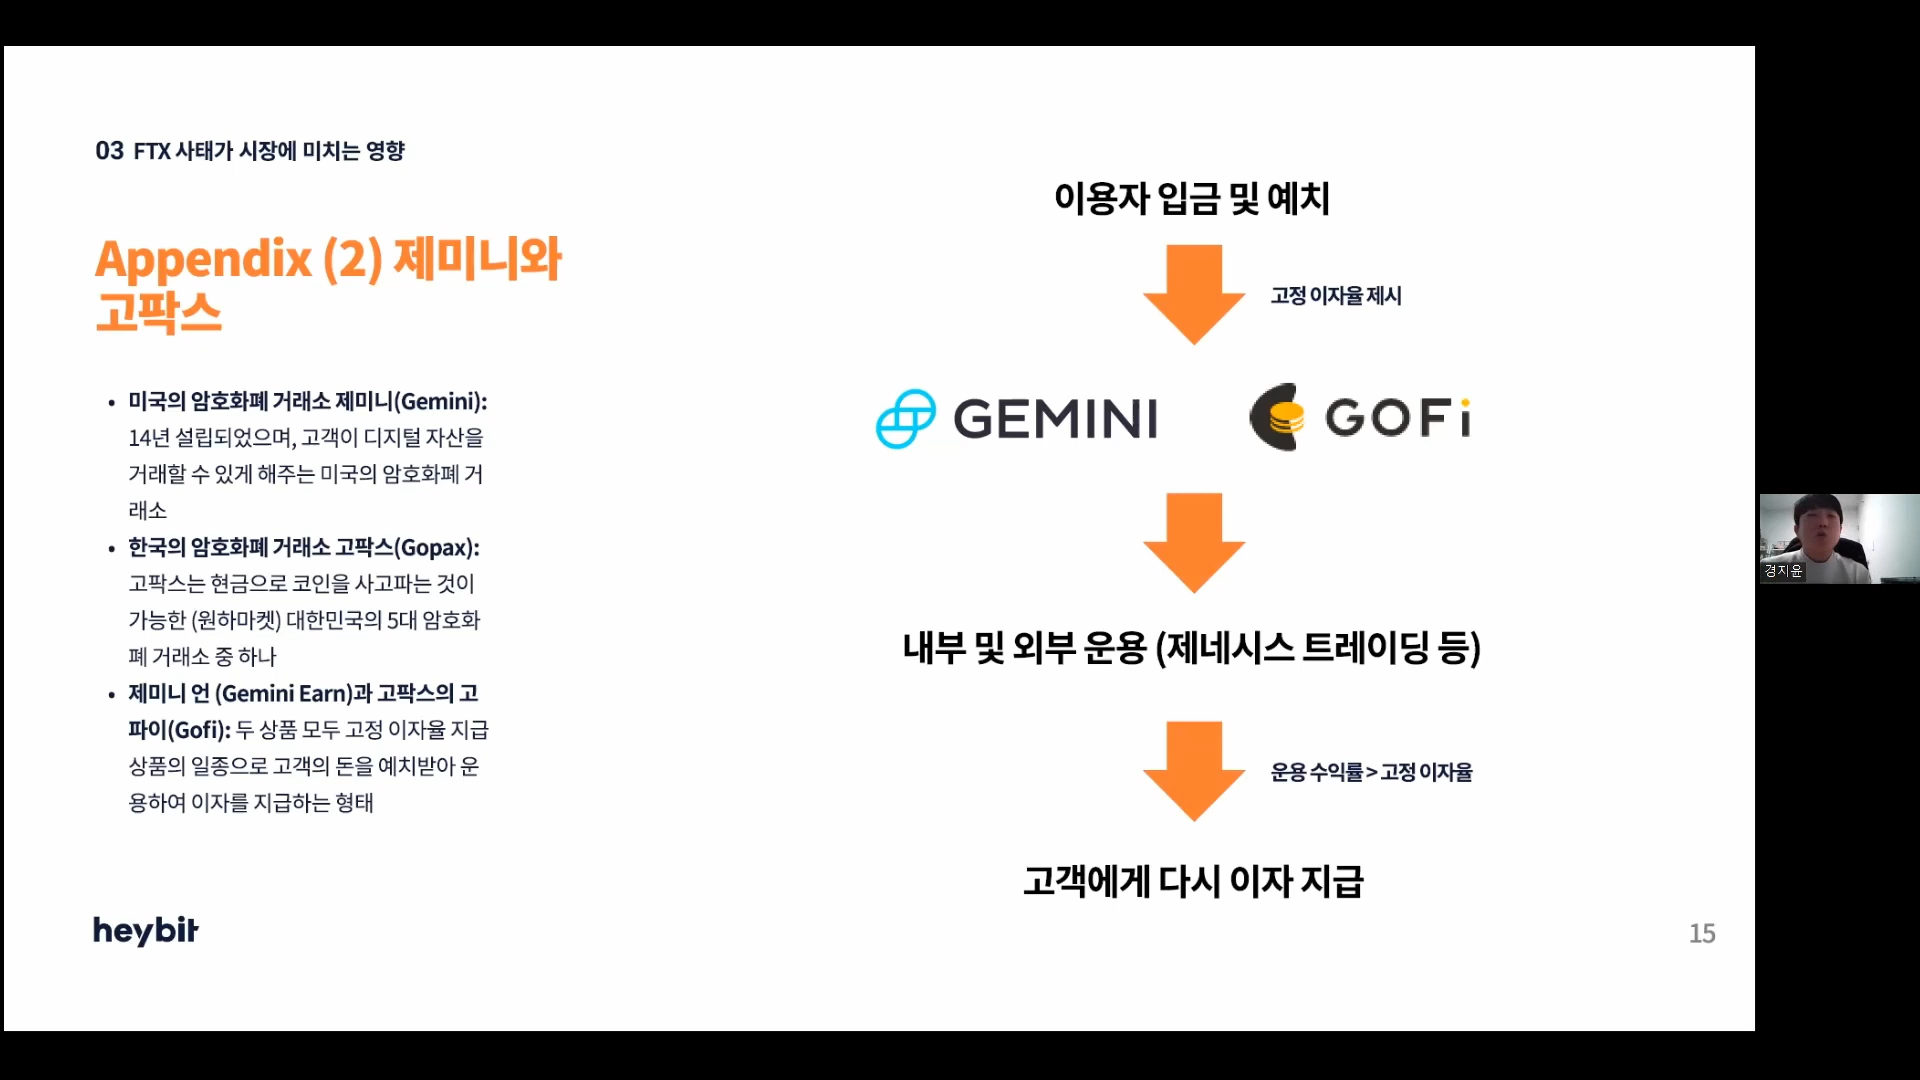 03 FTX 사태가 시장에 미치는 영향
Appendix (2) 제미니와
고팍스
• 미국의 암호화폐 거래소 제미니(Gemini):
14년 설립되었으며, 고객이 디지털 자산을
거래할 수 있게 해주는 미국의 암호화폐 거
래소
• 한국의 암호화폐 거래소 고팍스(Gopax):
고팍스는 현금으로 코인을 사고파는 것이
가능한 (원하마켓) 대한민국의 5대 암호화
폐 거래소 중 하나
• 제미니 언 (Gemini Earn)과 고팍스의 고
파이(Gofi): 두 상품 모두 고정 이자율 지급
상품의 일종으로 고객의 돈을 예치받아 운
용하여 이자를 지급하는 형태
heybit
이용자 입금 및 예치
고정 이자율 제시
GEMINI
GOFi
내부 및 외부 운용 (제네시스 트레이딩 등)
운용 수익률 > 고정 이자율
고객에게 다시 이자 지급
15
경지윤